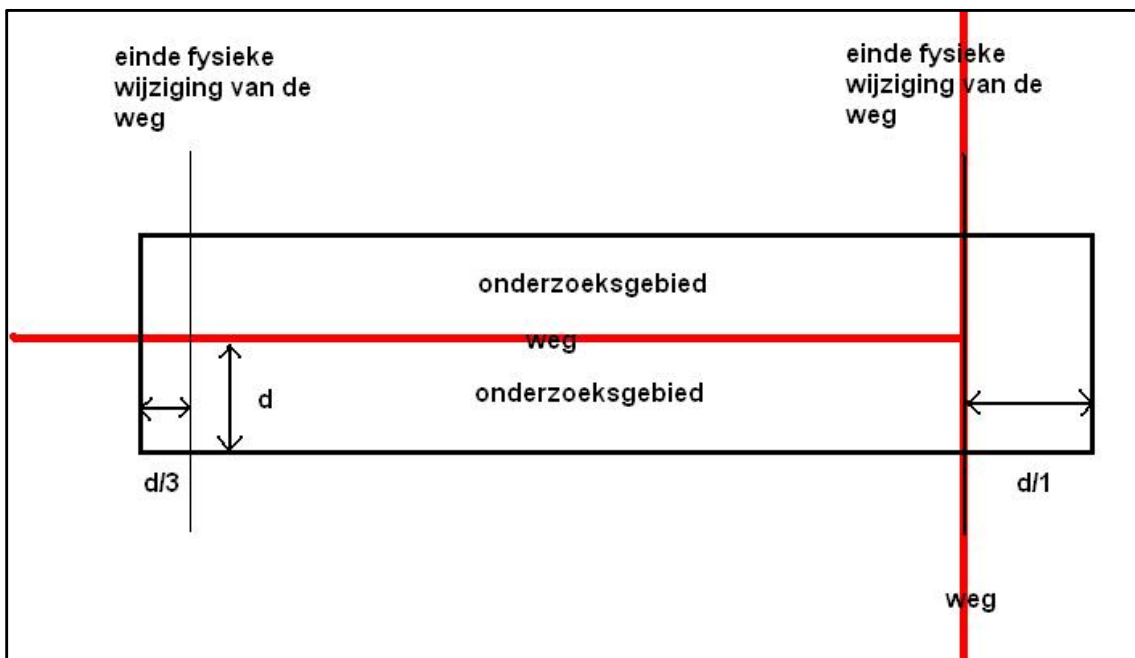 einde fysieke
wijziging van de
weg
einde fysieke
wijziging van de
weg
onderzoeksgebied
weg
d
onderzoeksgebied
d/3
d/1
weg